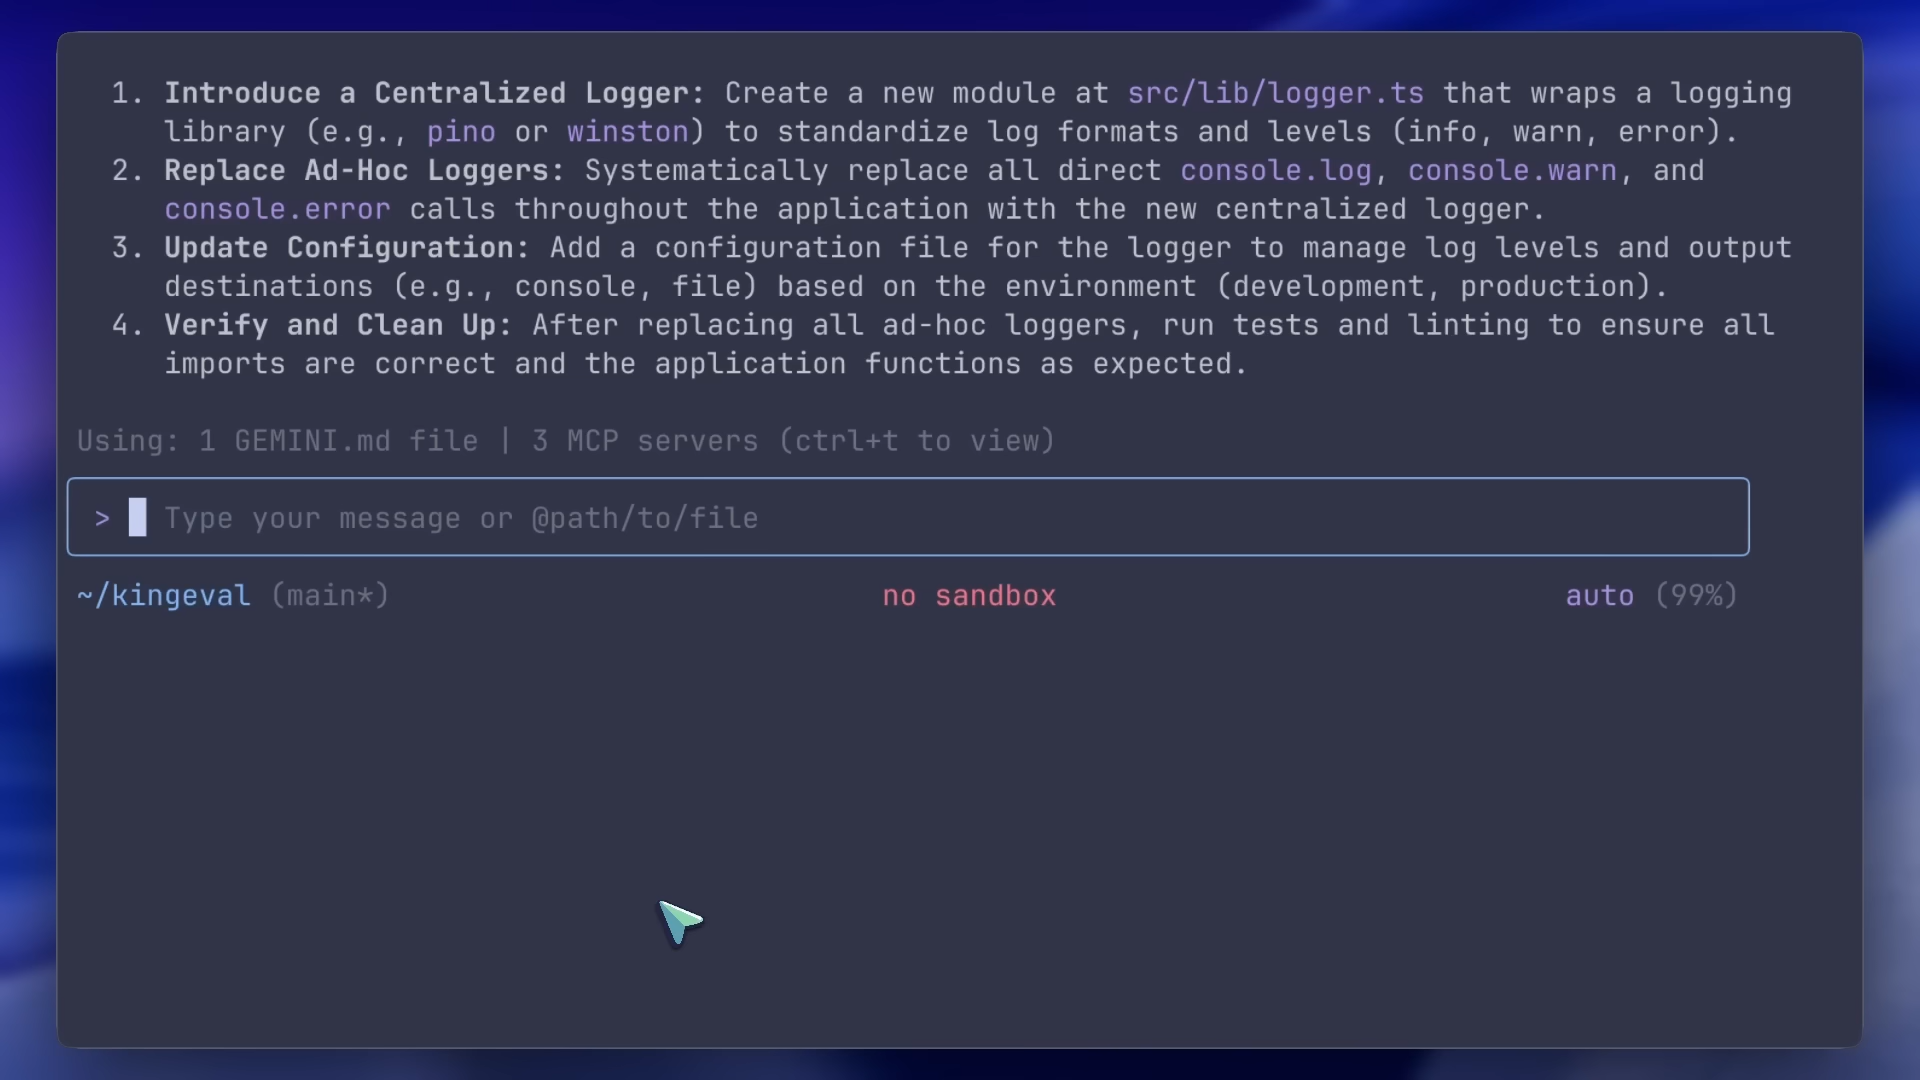 1. Introduce a Centralized Logger: Create a new module at src/lib/logger.ts that wraps a logging
library (e.g., pino or winston) to standardize log formats and levels (info, warn, error).
2. Replace Ad-Hoc Loggers: Systematically replace all direct console.log, console.warn, and
console.error calls throughout the application with the new centralized logger.
3. Update Configuration: Add a configuration file for the logger to manage log levels and output
destinations (e.g., console, file) based on the environment (development, production).
4. Verify and Clean Up: After replacing all ad-hoc loggers, run tests and linting to ensure all
imports are correct and the application functions as expected.
Using: 1 GEMINI.md file | 3 MCP servers (ctrl+t to view)
> Type your message or @path/to/file
~/kingeval (main*) no sandbox auto (99%)